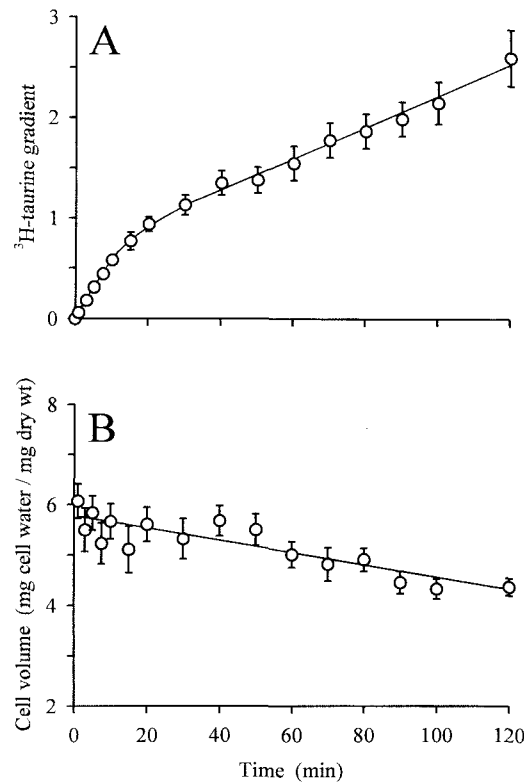 A
3
2
1
0
³H-taurine gradient
B
8
6
4
2
Cell volume (mg cell water / mg dry wt)
0 20 40 60 80 100 120
Time (min)